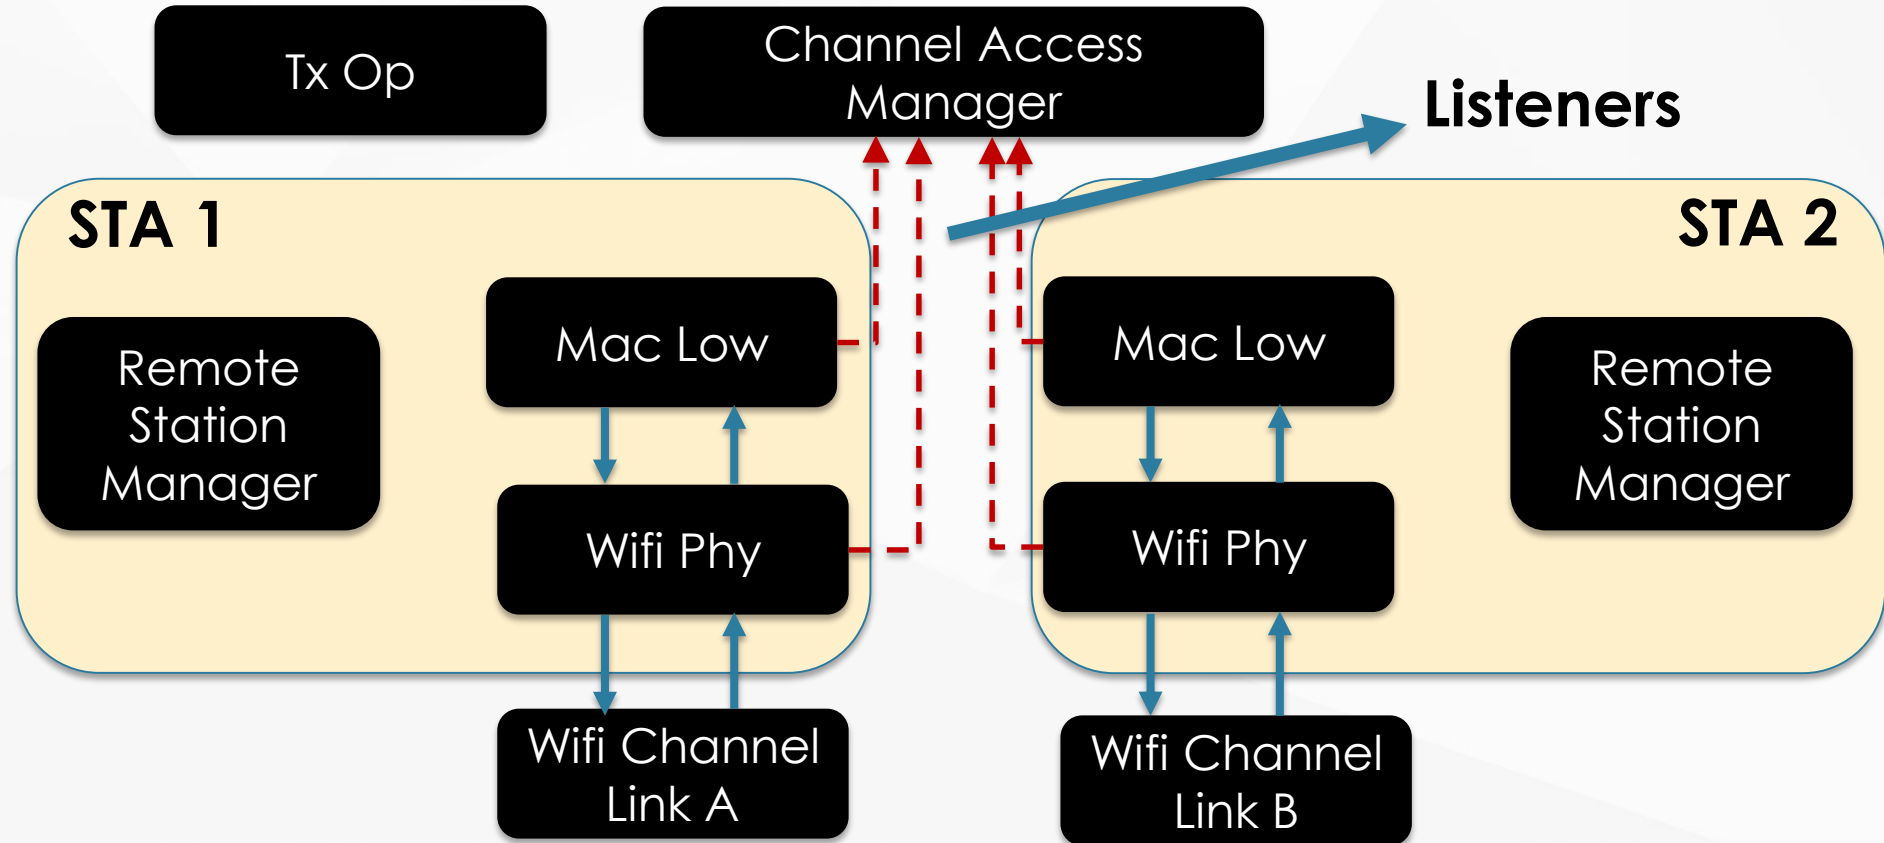 Tx Op
Channel Access
Manager
Listeners
STA 1
STA 2
Mac Low
Mac Low
Remote
Station
Manager
Remote
Station
Manager
Wifi Phy
Wifi Phy
Wifi Channel
Link A
Wifi Channel
Link B